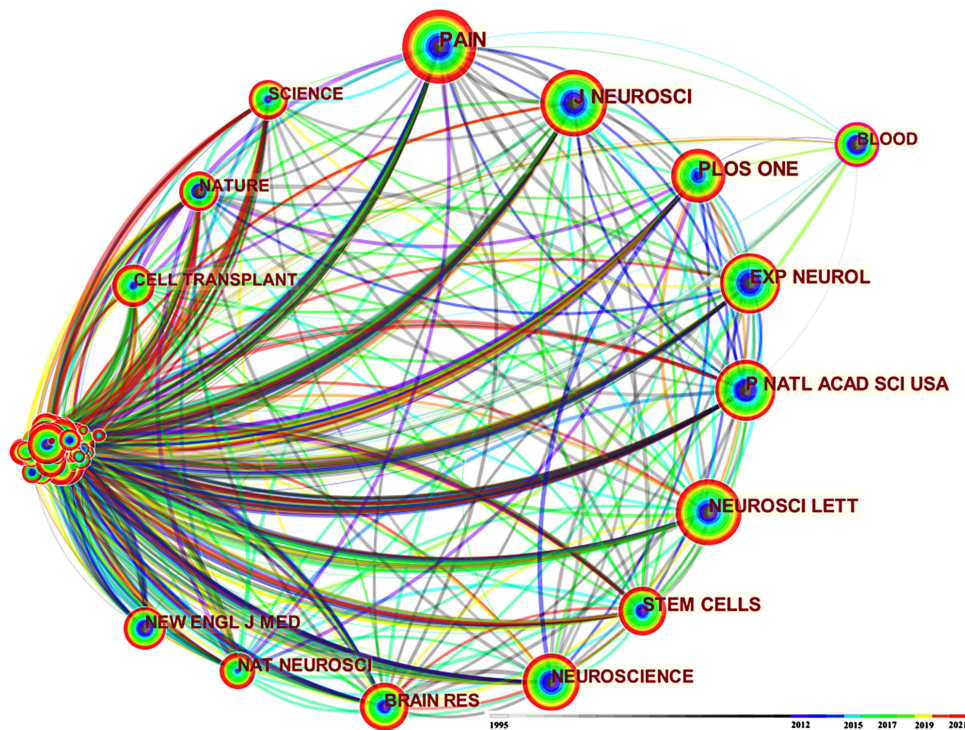 PAIN
SCIENCE
J NEUROSCI
BLOOD
PLOS ONE
NATURE
CELL TRANSPLANT
EXP NEUROL
P NATL ACAD SCI USA
NEUROSCI LETT
STEM CELLS
NEW ENGL J MED
NAT NEUROSCI
NEUROSCIENCE
BRAIN RES
1995 2012 2015 2017 2019 2021